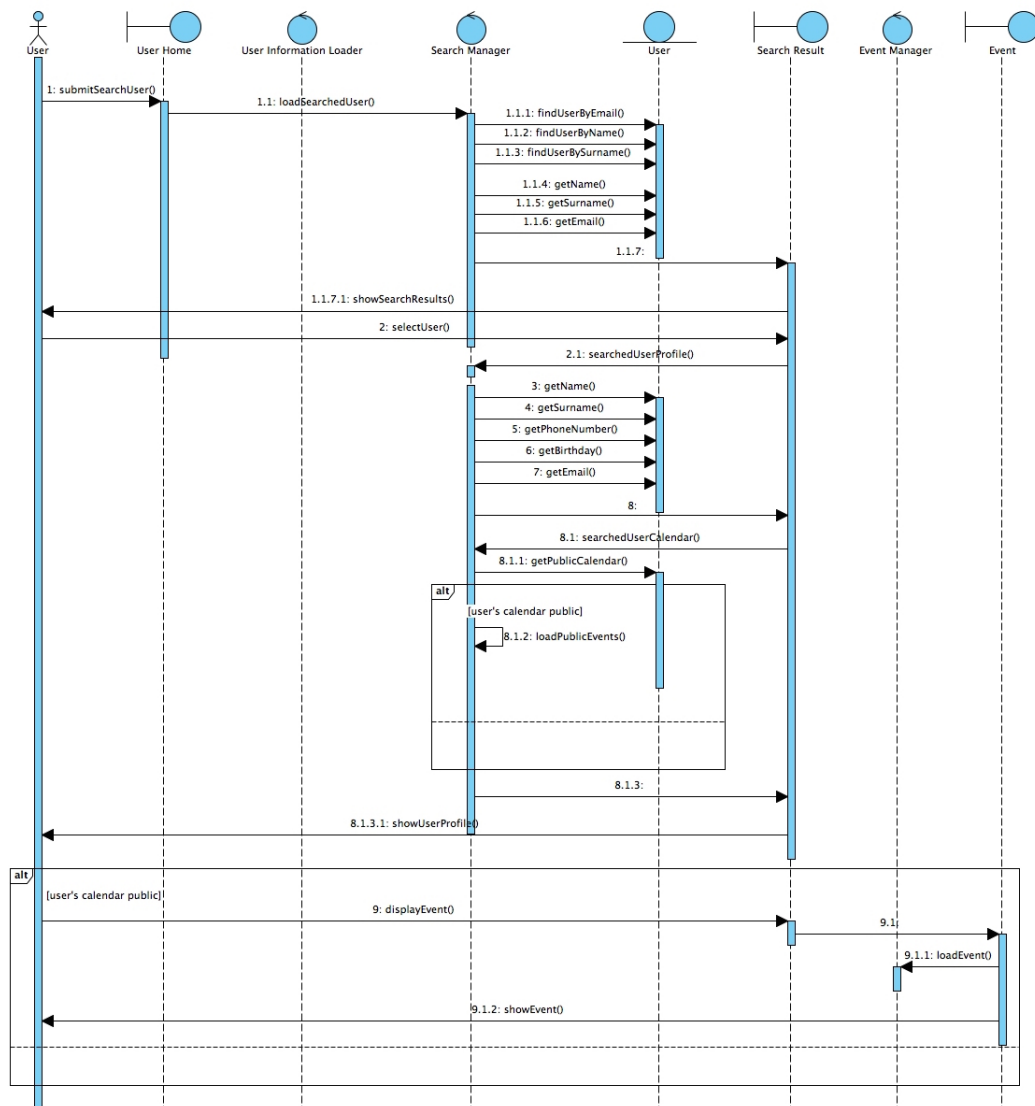 User
User Home
User Information Loader
Search Manager
User
Search Result
Event Manager
Event
1: submitSearchUser()
1.1: loadSearchedUser()
1.1.1: findUserByEmail()
1.1.2: findUserByName()
1.1.3: findUserBySurname()
1.1.4: getName()
1.1.5: getSurname()
1.1.6: getEmail()
1.1.7:
1.1.7.1: showSearchResults()
2: selectUser()
2.1: searchedUserProfile()
3: getName()
4: getSurname()
5: getPhoneNumber()
6: getBirthday()
7: getEmail()
8:
8.1: searchedUserCalendar()
8.1.1: getPublicCalendar()
alt
[user's calendar public]
8.1.2: loadPublicEvents()
8.1.3:
8.1.3.1: showUserProfile()
alt
[user's calendar public]
9: displayEvent()
9.1:
9.1.1: loadEvent()
9.1.2: showEvent()